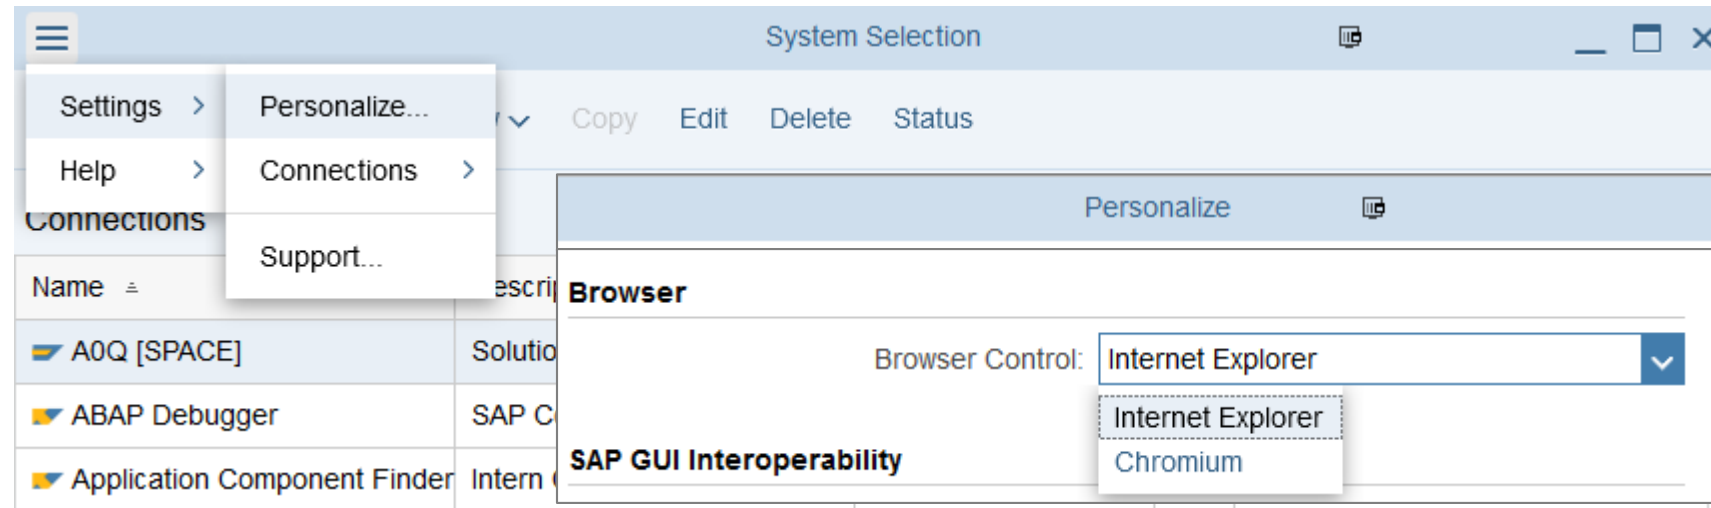 System Selection
Settings
Personalize...
Copy
Edit
Delete
Status
Help
Connections
Connections
Personalize
Support...
Name
Browser
A0Q [SPACE]
Browser Control:
Internet Explorer
ABAP Debugger
SAP
Internet Explorer
Chromium
SAP GUI Interoperability
Application Component Finder
Intern